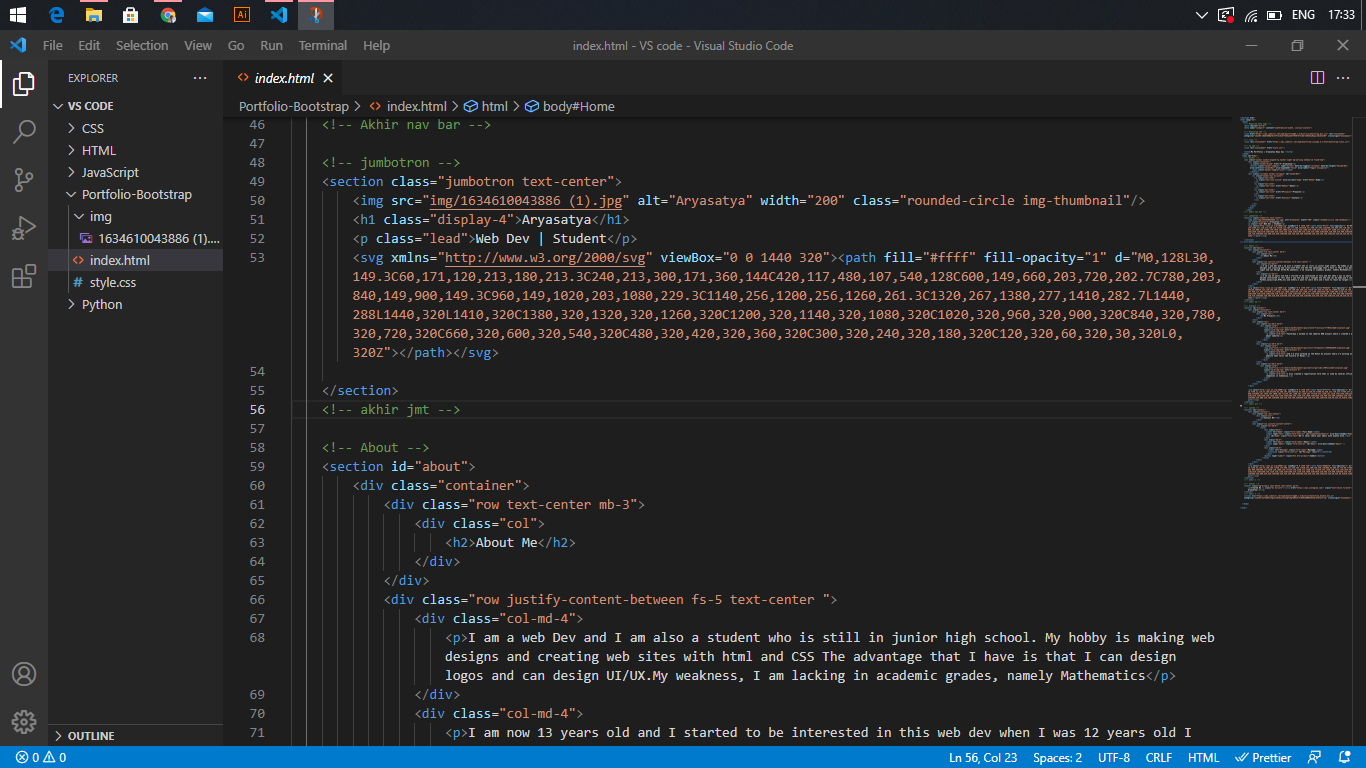 Ai
ENG 17:33
File Edit Selection View Go Run Terminal Help
index.html - VS code - Visual Studio Code
EXPLORER
index.html
VS CODE
CSS
HTML
JavaScript
Portfolio-Bootstrap
img
1634610043886 (1)....
index.html
style.css
Python
OUTLINE
Portfolio-Bootstrap > index.html > html > body#Home
46 <!-- Akhir nav bar -->
47
48 <!-- jumbotron -->
49 <section class="jumbotron text-center">
50 <img src="img/1634610043886 (1).jpg" alt="Aryasatya" width="200" class="rounded-circle img-thumbnail"/>
51 <h1 class="display-4">Aryasatya</h1>
52 <p class="lead">Web Dev | Student</p>
53 <svg xmlns="http://www.w3.org/2000/svg" viewBox="0 0 1440 320"><path fill="#ffff" fill-opacity="1" d="M0,128L30,
149.3C60,171,120,213,180,213.3C240,213,300,171,360,144C420,117,480,107,540,128C600,149,660,203,720,202.7C780,203,
840,149,900,149.3C960,149,1020,203,1080,229.3C1140,256,1200,256,1260,261.3C1320,267,1380,277,1410,282.7L1440,
288L1440,320L1410,320C1380,320,1320,320,1260,320C1200,320,1140,320,1080,320C1020,320,960,320,900,320C840,320,780,
320,720,320C660,320,600,320,540,320C480,320,420,320,360,320C300,320,240,320,180,320C120,320,60,320,30,320L0,
320Z"></path></svg>
54
55 </section>
56 <!-- akhir jmt -->
57
58 <!-- About -->
59 <section id="about">
60 <div class="container">
61 <div class="row text-center mb-3">
62 <div class="col">
63 <h2>About Me</h2>
64 </div>
65 </div>
66 <div class="row justify-content-between fs-5 text-center ">
67 <div class="col-md-4">
68 <p>I am a web Dev and I am also a student who is still in junior high school. My hobby is making web
designs and creating web sites with html and CSS The advantage that I have is that I can design
logos and can design UI/UX.My weakness, I am lacking in academic grades, namely Mathematics</p>
69 </div>
70 <div class="col-md-4">
71 <p>I am now 13 years old and I started to be interested in this web dev when I was 12 years old I
0 0
Ln 56, Col 23 Spaces: 2 UTF-8 CRLF HTML Prettier